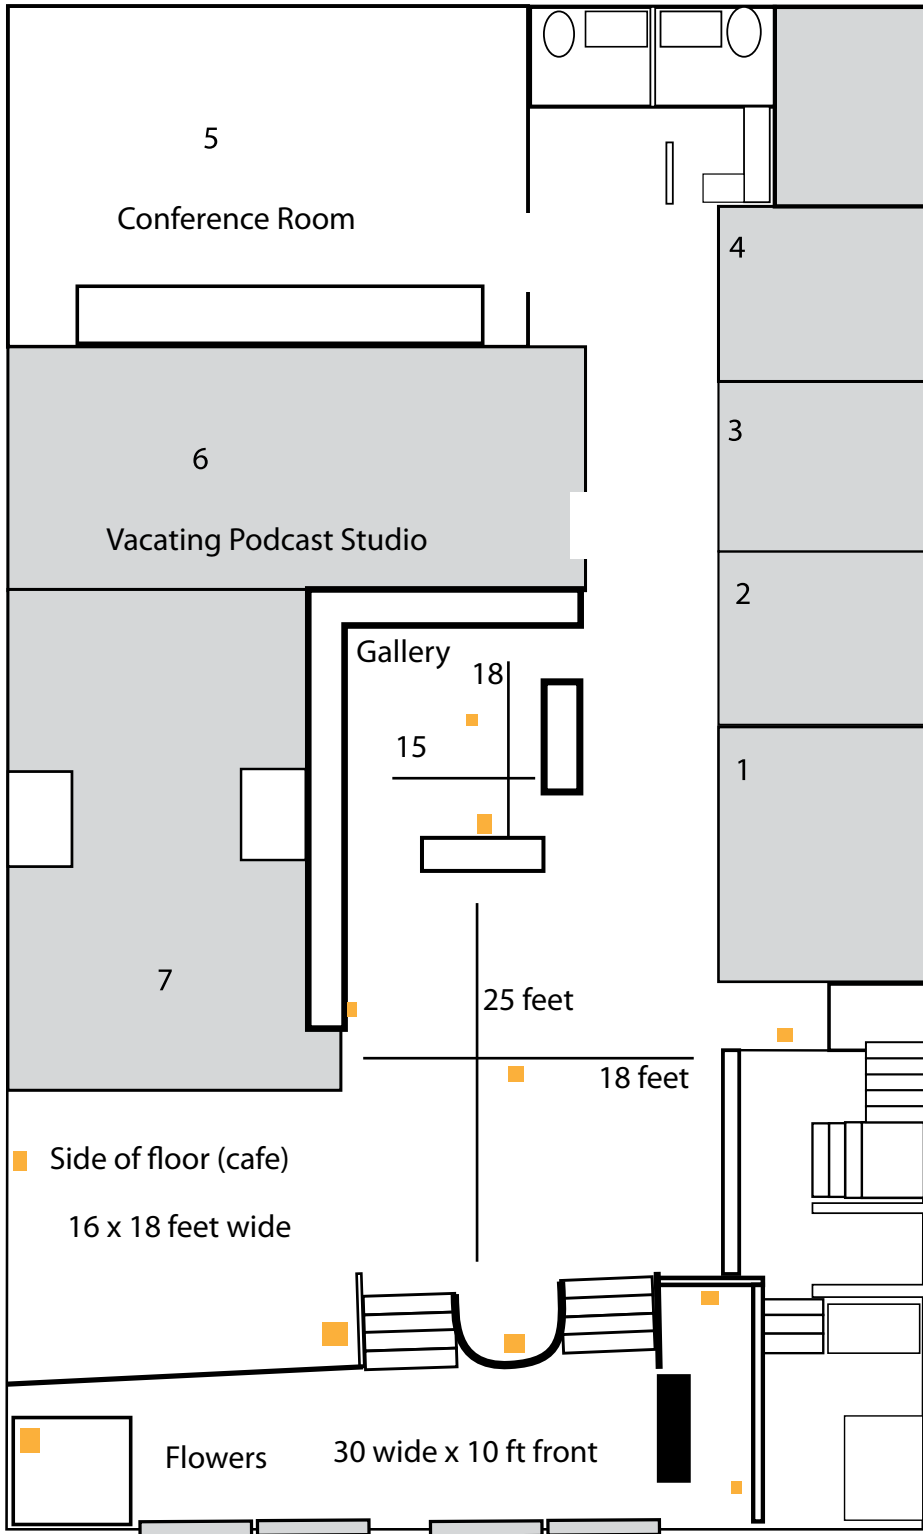 5
Conference Room
4
3
6
Vacating Podcast Studio
2
Gallery
18
15
1
7
25 feet
18 feet
Side of floor (cafe)
16 x 18 feet wide
Flowers
30 wide x 10 ft front